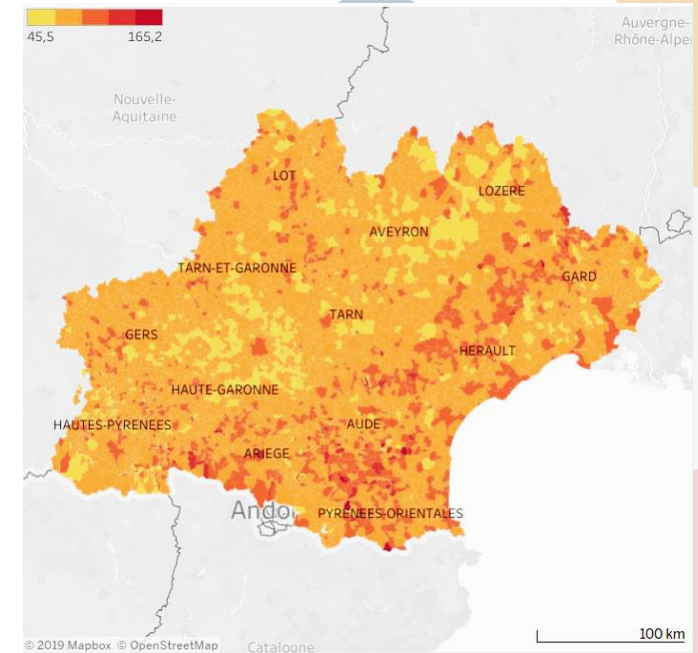 45,5 165,2
Auvergne-
Rhône-Alpes
Nouvelle-
Aquitaine
LOT
LOZERE
AVEYRON
TARN-ET-GARONNE
GARD
TARN
GERS
HERAULT
HAUTE-GARONNE
HAUTES-PYRENEES
AUDE
ARIEGE
Ando
PYRENEES-ORIENTALES
100 km
© 2019 Mapbox © OpenStreetMap
Catalogne